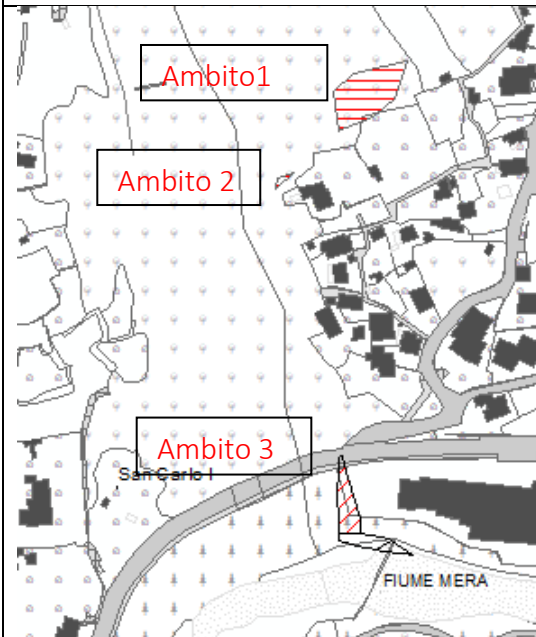 Ambito1
Ambito 2
Ambito 3
San Carlo I
FIUME MERA